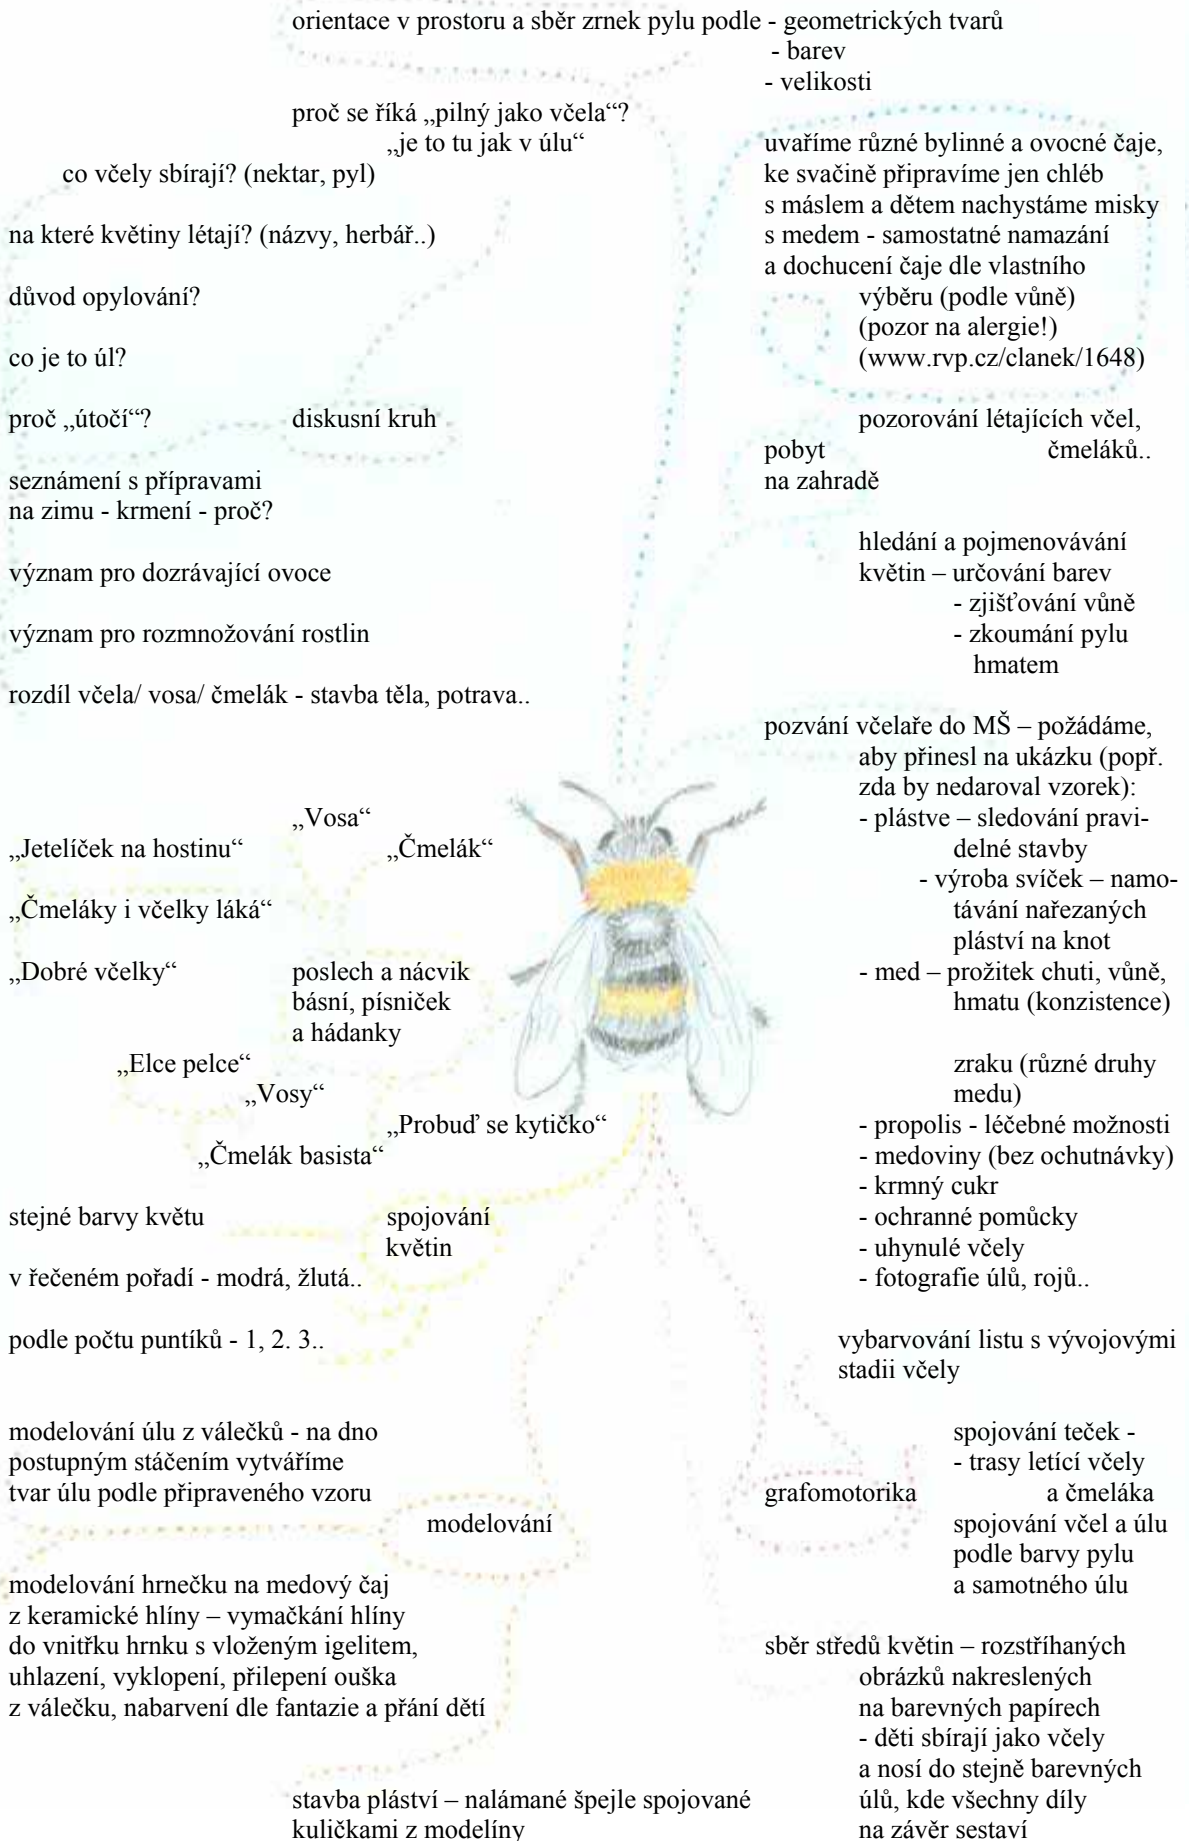 orientace v prostoru a sběr zrnek pylu podle - geometrických tvarů
- barev
- velikosti
proč se říká „pilný jako včela“?
„je to tu jak v úlu“
co včely sbírají? (nektar, pyl)
na které květiny létají? (názvy, herbář..)
důvod opylování?
co je to úl?
proč „útočí“?
diskusní kruh
seznámení s přípravami
na zimu - krmení - proč?
význam pro dozrávající ovoce
význam pro rozmnožování rostlin
rozdíl včela/ vosa/ čmelák - stavba těla, potrava..
uvaříme různé bylinné a ovocné čaje,
ke svačině připravíme jen chléb
s máslem a dětem nachystáme misky
s medem - samostatné namazání
a dochucení čaje dle vlastního
výběru (podle vůně)
(pozor na alergie!)
(www.rvp.cz/clanek/1648)
pozorování létajících včel,
pobyt čmeláků..
na zahradě
hledání a pojmenovávání
květin – určování barev
- zjišťování vůně
- zkoumání pylu
hmatem
pozvání včelaře do MŠ – požádáme,
aby přinesl na ukázku (popř.
zda by nedaroval vzorek):
- plástve – sledování pravi-
delné stavby
- výroba svíček – namo-
távání nařezaných
pláství na knot
- med – prožitek chuti, vůně,
hmatu (konzistence)
zraku (různé druhy
medu)
- propolis - léčebné možnosti
- medoviny (bez ochutnávky)
- krmný cukr
- ochranné pomůcky
- uhynulé včely
- fotografie úlů, rojů..
„Vosa“
„Jetelíček na hostinu“
„Čmelák“
„Čmeláky i včelky láká“
„Dobré včelky“
poslech a nácvik
básní, písniček
a hádanky
„Elce pelce“
„Vosy“
„Probuď se kytičko“
„Čmelák basista“
stejné barvy květu
spojování
květin
v řečeném pořadí - modrá, žlutá..
podle počtu puntíků - 1, 2. 3..
vybarvování listu s vývojovými
stadii včely
modelování úlu z válečků - na dno
postupným stáčením vytváříme
tvar úlu podle připraveného vzoru
modelování
modelování hrnečku na medový čaj
z keramické hlíny – vymačkání hlíny
do vnitřku hrnku s vloženým igelitem,
uhlazení, vyklopení, přilepení ouška
z válečku, nabarvení dle fantazie a přání dětí
stavba pláství – nalámané špejle spojované
kuličkami z modelíny
spojování teček -
- trasy letící včely
grafomotorika a čmeláka
spojování včel a úlu
podle barvy pylu
a samotného úlu
sběr středů květin – rozstříhaných
obrázků nakreslených
na barevných papírech
- děti sbírají jako včely
a nosí do stejně barevných
úlů, kde všechny díly
na závěr sestaví